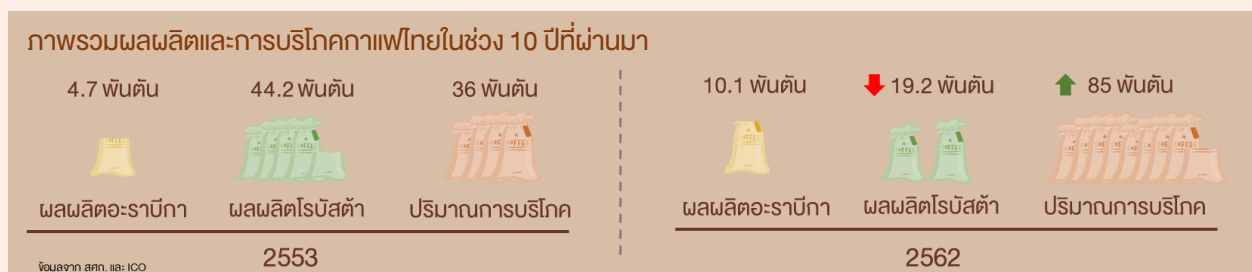 ภาพรวมผลผลิตและการบริโภคกาแฟไทยในช่วง 10 ปีที่ผ่านมา
4.7 พันตัน
44.2 พันตัน
36 พันตัน
ผลผลิตอะราบีกา
ผลผลิตโรบัสต้า
ปริมาณการบริโภค
2553
10.1 พันตัน
19.2 พันตัน
85 พันตัน
ผลผลิตอะราบีกา
ผลผลิตโรบัสต้า
ปริมาณการบริโภค
2562
ข้อมูลจาก สศก. และ ICO